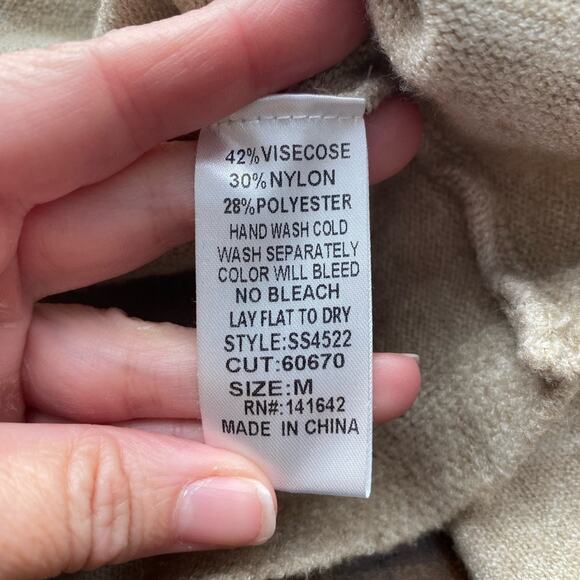 42%VISECOSE
30%NYLON
28%POLYESTER
HAND WASH COLD
WASH SEPARATELY
COLOR WILL BLEED
NO BLEACH
LAY FLAT TO DRY
STYLE:SS4522
CUT:60670
SIZE:M
RN#:141642
MADE IN CHINA